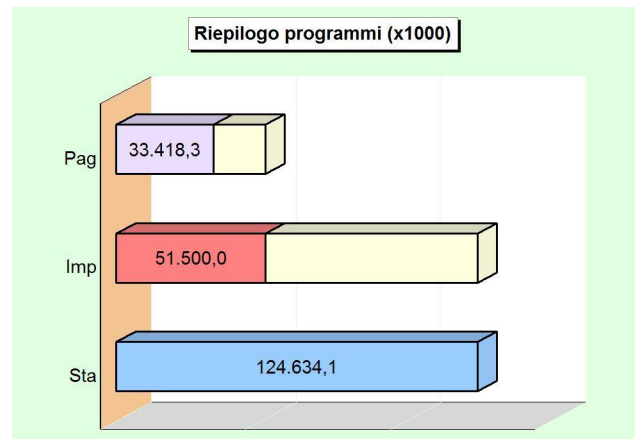 Riepilogo programmi (x1000)
Pag
33.418,3
Imp
51.500,0
Sta
124.634,1